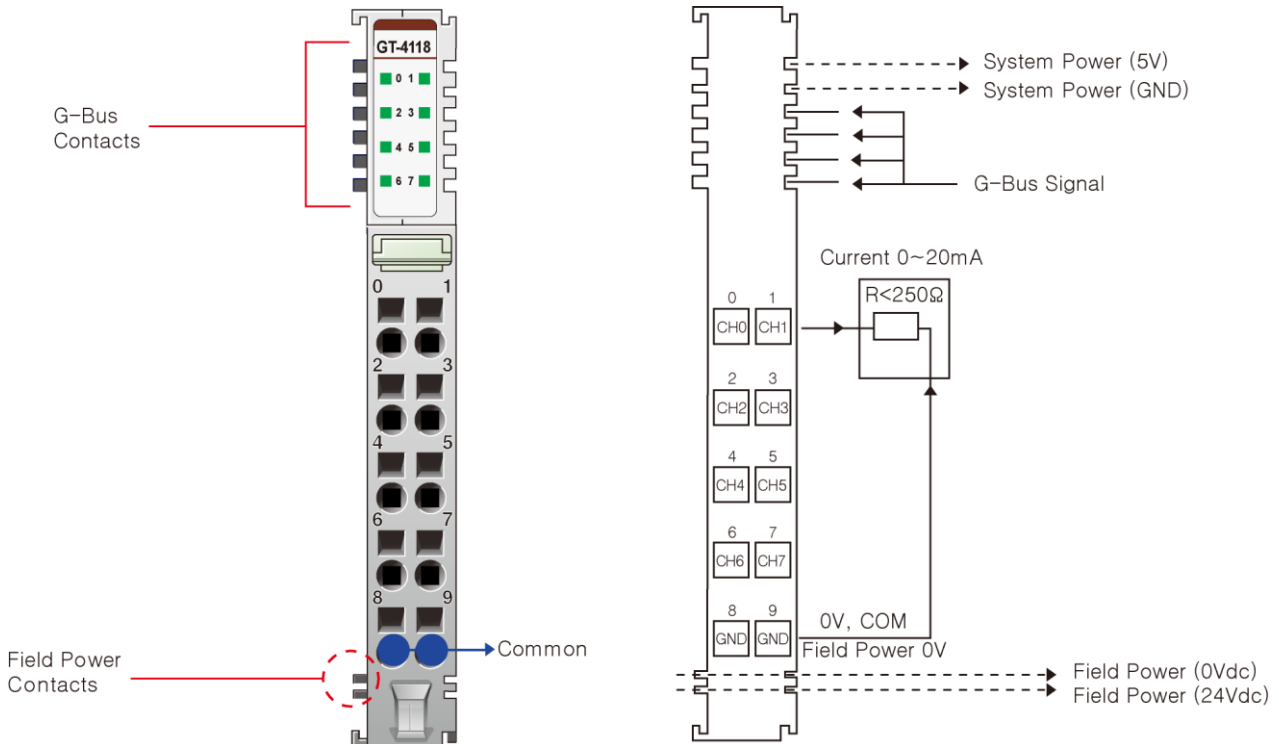 GT-4118
0 1
2 3
4 5
6 7
G-Bus
Contacts
0 1
2 3
4 5
6 7
8 9
Common
Field Power
Contacts
System Power (5V)
System Power (GND)
G-Bus Signal
Current 0~20mA
R<250Ω
0 1
CH0 CH1
2 3
CH2 CH3
4 5
CH4 CH5
6 7
CH6 CH7
8 9
GND GND
0V, COM
Field Power 0V
Field Power (0Vdc)
Field Power (24Vdc)